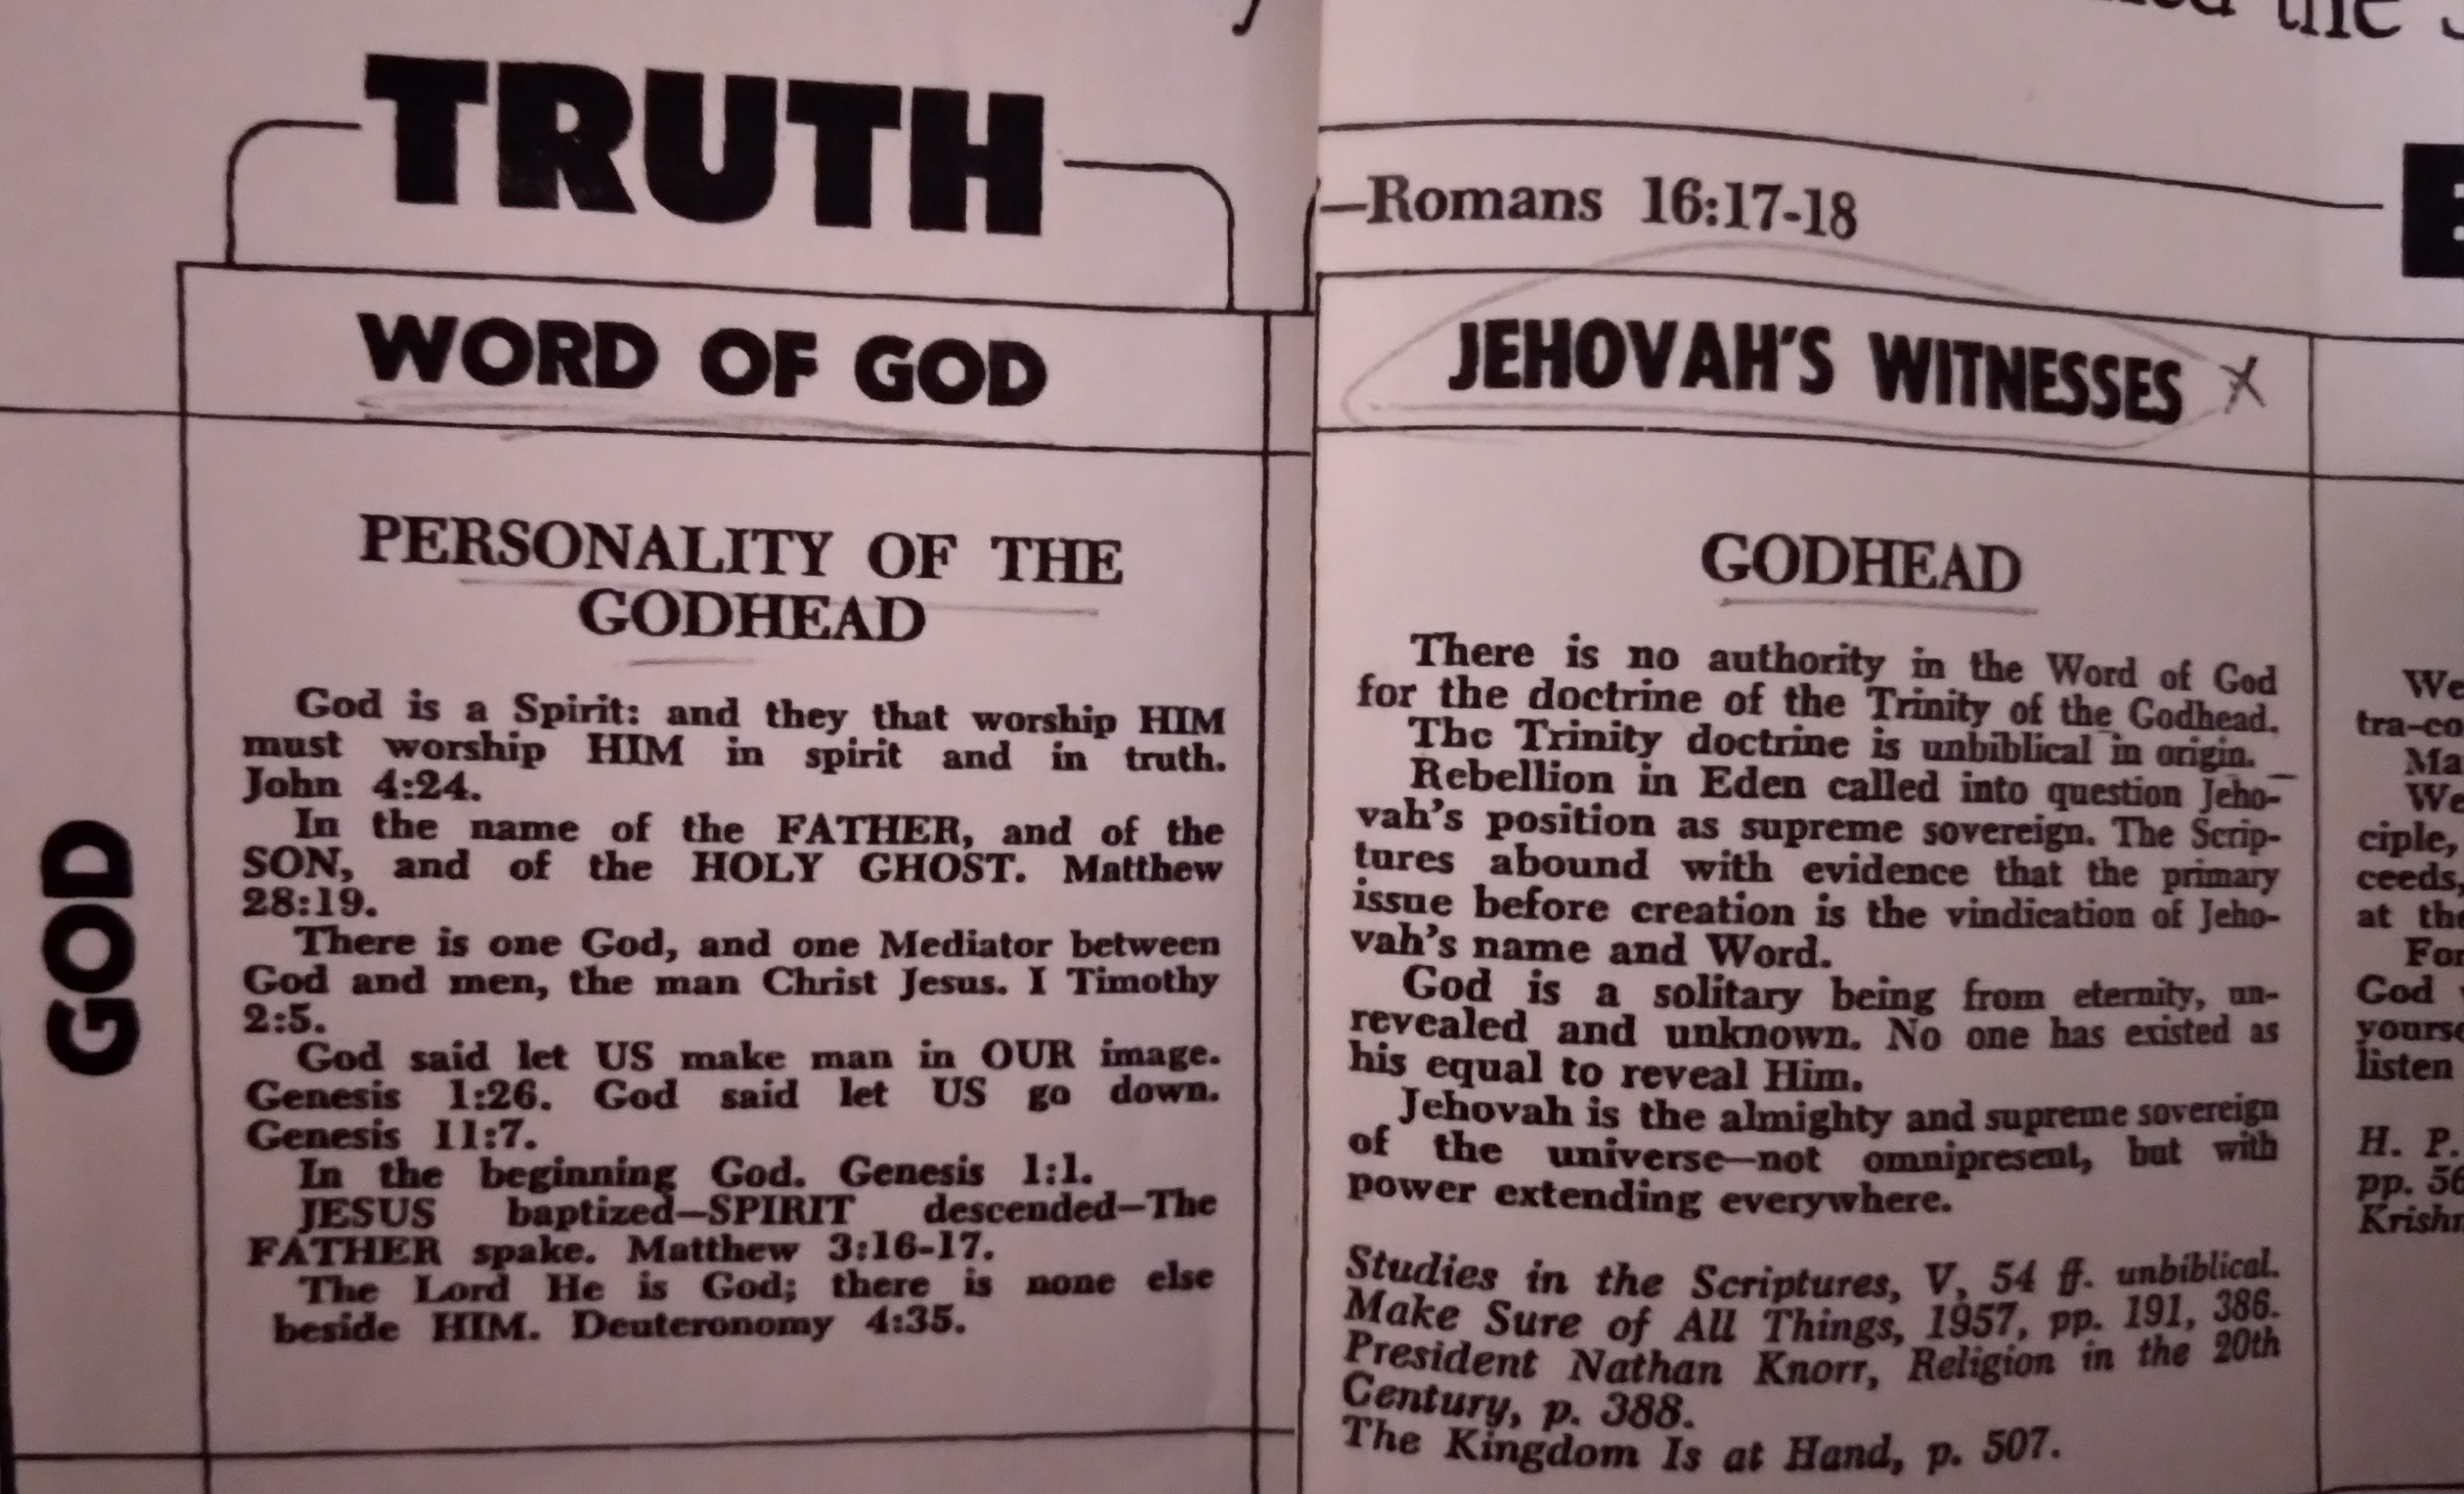 the
TRUTH
—Romans 16:17-18
WORD OF GOD
JEHOVAH'S WITNESSES X
GOD
PERSONALITY OF THE
GODHEAD
God is a Spirit: and they that worship HIM
must worship HIM in spirit and in truth.
John 4:24.
In the name of the FATHER, and of the
SON, and of the HOLY GHOST. Matthew
28:19.
There is one God, and one Mediator between
God and men, the man Christ Jesus. I Timothy
2:5.
God said let US make man in OUR image.
Genesis 1:26. God said let US go down.
Genesis 11:7.
In the beginning God. Genesis 1:1.
JESUS baptized—SPIRIT descended—The
FATHER spake. Matthew 3:16-17.
The Lord He is God; there is none else
beside HIM. Deuteronomy 4:35.
GODHEAD
There is no authority in the Word of God
for the doctrine of the Trinity of the Godhead.
The Trinity doctrine is unbiblical in origin.
Rebellion in Eden called into question Jeho-
vah's position as supreme sovereign. The Scrip-
tures abound with evidence that the primary
issue before creation is the vindication of Jeho-
vah's name and Word.
God is a solitary being from eternity, un-
revealed and unknown. No one has existed as
his equal to reveal Him.
Jehovah is the almighty and supreme sovereign
of the universe—not omnipresent, but with
power extending everywhere.
Studies in the Scriptures, V, 54 ff. unbiblical.
Make Sure of All Things, 1957, pp. 191, 386.
President Nathan Knorr, Religion in the 20th
Century, p. 388.
The Kingdom Is at Hand, p. 507.
We
tra-co
Ma
We
ciple,
ceeds,
at
For
God
listen
H. P.
pp. 56